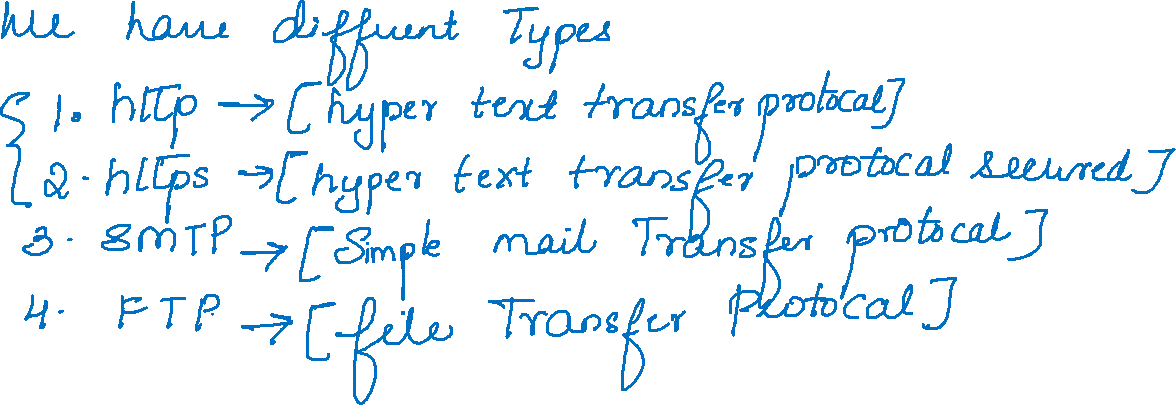 We have different Types
1. http → [hyper text transfer protocal]
2. https → [hyper text transfer protocal secured]
3. SMTP → [Simple mail Transfer protocal]
4. FTP → [file Transfer protocal]